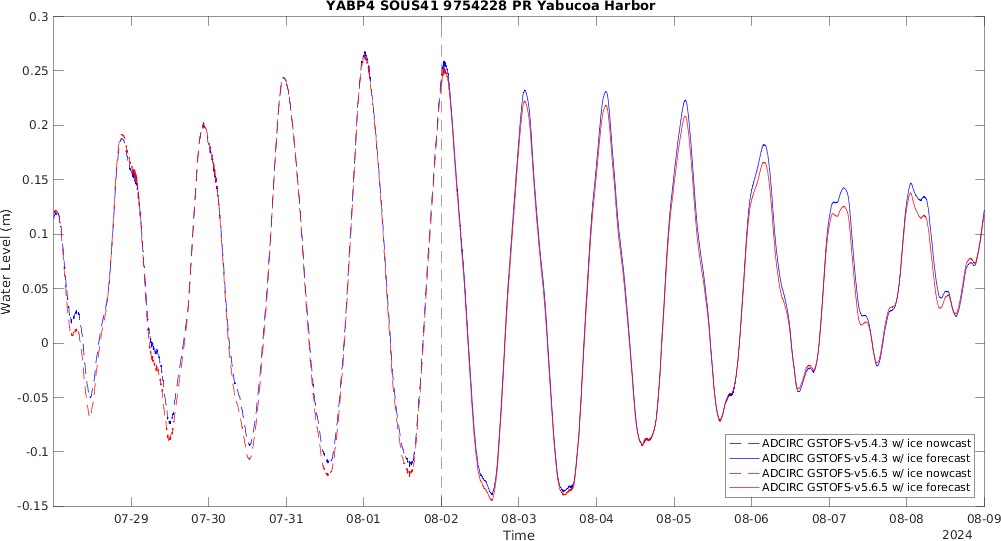 YABP4 SOUS41 9754228 PR Yabucoa Harbor
0.3
0.25
0.2
0.15
0.1
0.05
0
-0.05
-0.1
-0.15
Water Level (m)
07-29 07-30 07-31 08-01 08-02 08-03 08-04 08-05 08-06 08-07 08-08 08-09
Time
2024
ADCIRC GSTOFS-v5.4.3 w/ ice nowcast
ADCIRC GSTOFS-v5.4.3 w/ ice forecast
ADCIRC GSTOFS-v5.6.5 w/ ice nowcast
ADCIRC GSTOFS-v5.6.5 w/ ice forecast